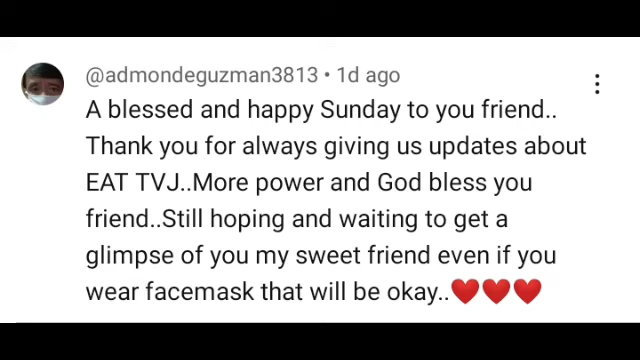 @admondeguzman3813 • 1d ago
A blessed and happy Sunday to you friend..
Thank you for always giving us updates about
EAT TVJ..More power and God bless you
friend..Still hoping and waiting to get a
glimpse of you my sweet friend even if you
wear facemask that will be okay..❤️❤️❤️